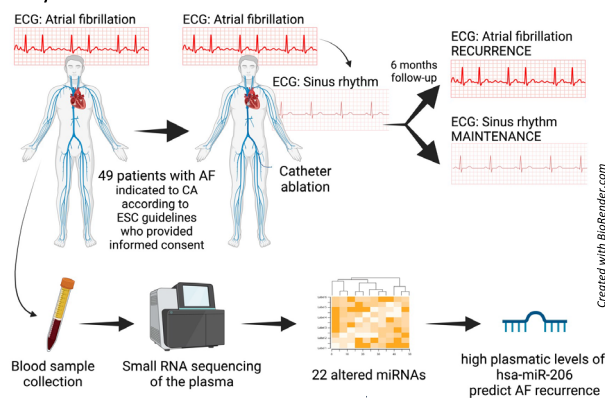 ECG: Atrial fibrillation
ECG: Atrial fibrillation
ECG: Sinus rhythm
6 months
follow-up
ECG: Atrial fibrillation
RECURRENCE
ECG: Sinus rhythm
MAINTENANCE
49 patients with AF
indicated to CA
according to
ESC guidelines
who provided
informed consent
Catheter
ablation
Created with BioRender.com
Blood sample
collection
Small RNA sequencing
of the plasma
22 altered miRNAs
high plasmatic levels of
hsa-miR-206
predict AF recurrence